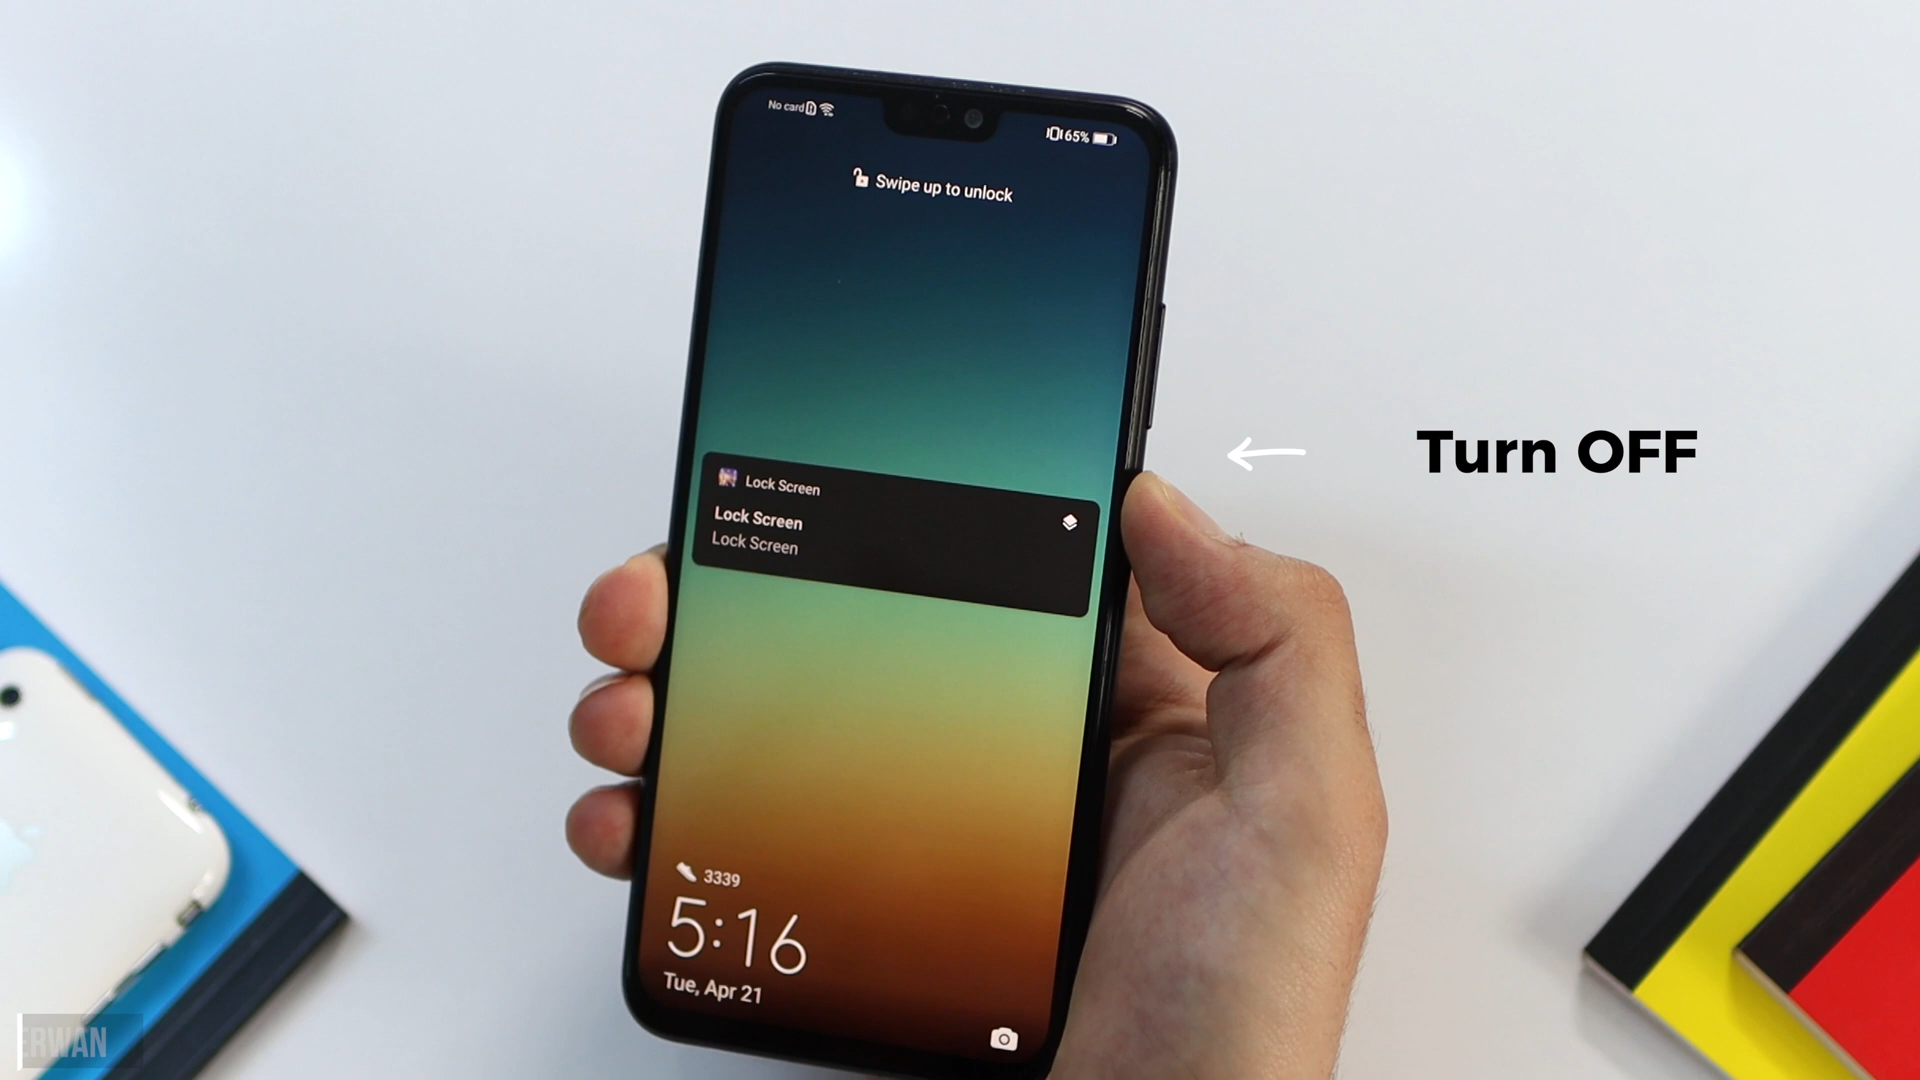 No card
65%
Swipe up to unlock
Turn OFF
Lock Screen
Lock Screen
Lock Screen
3339
5:16
Tue, Apr 21
ERWAN